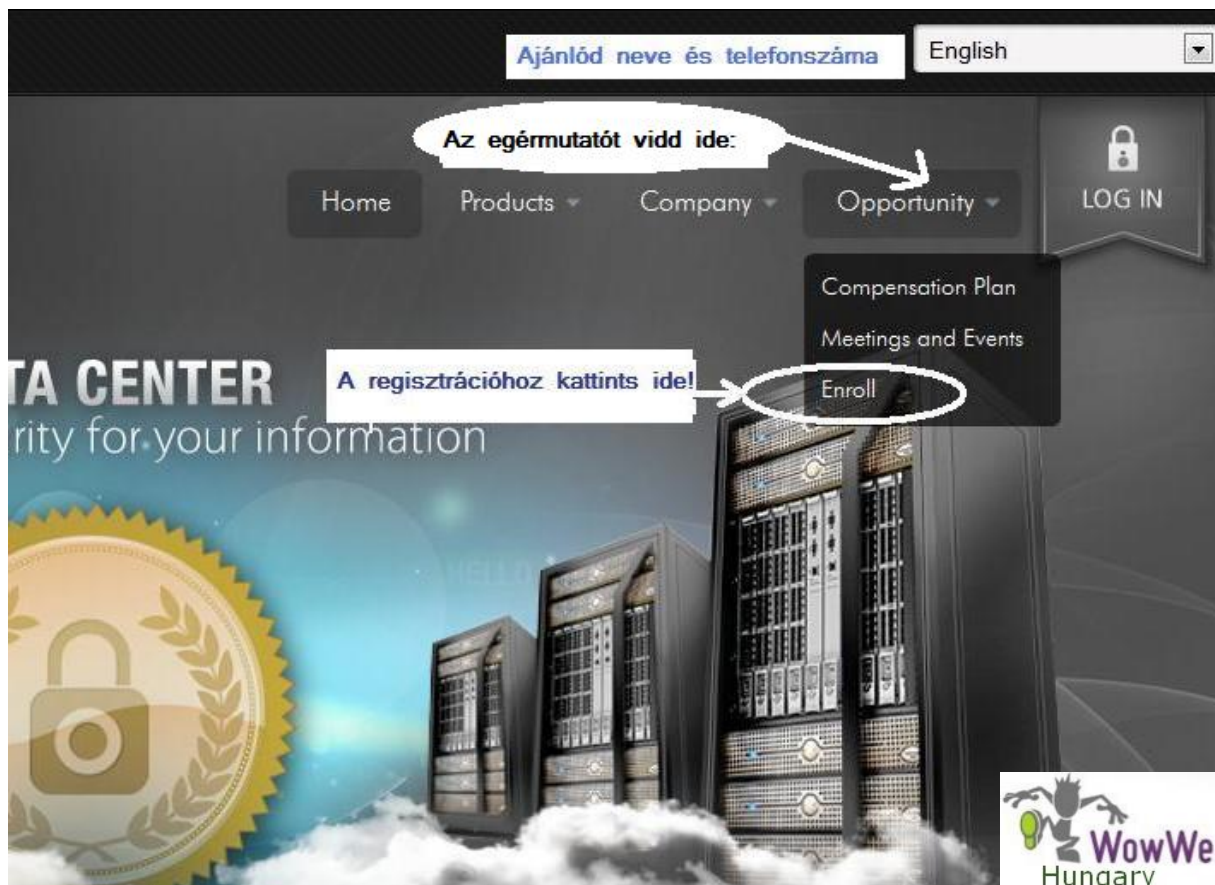 Ajánlód neve és telefonszáma
English
Az egérmutatót vidd ide:
Home Products Company Opportunity
LOG IN
Compensation Plan
Meetings and Events
Enroll
A regisztrációhoz kattints ide!
TA CENTER
rity for your information
HELLO
WowWe
Hungary